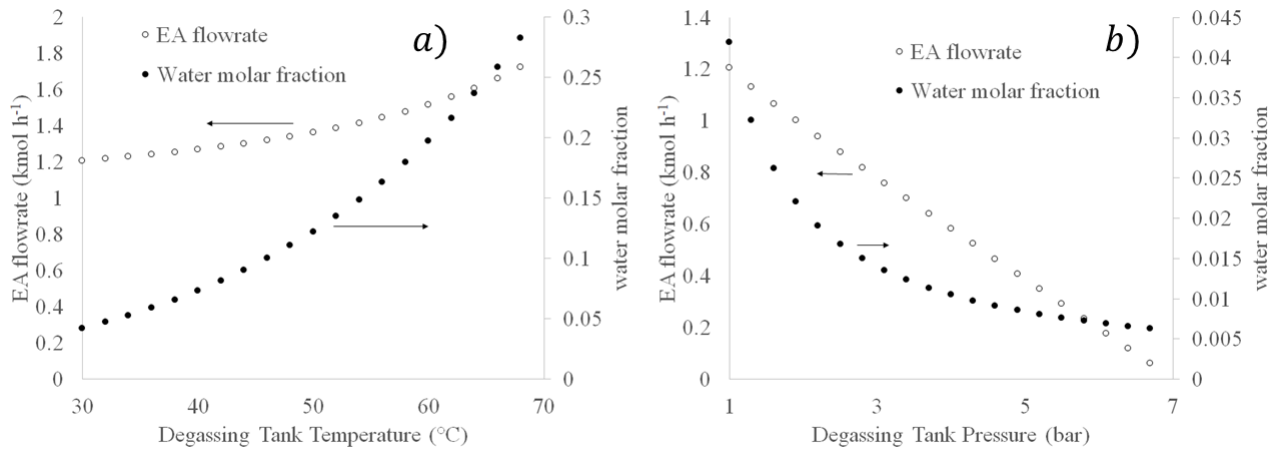 a)
EA flowrate
Water molar fraction
EA flowrate (kmol h⁻¹)
2
1.8
1.6
1.4
1.2
1
0.8
0.6
0.4
0.2
0
0.3
0.25
0.2
0.15
0.1
0.05
0
water molar fraction
30 40 50 60 70
Degassing Tank Temperature (°C)
b)
EA flowrate
Water molar fraction
EA flowrate (kmol h⁻¹)
1.4
1.2
1
0.8
0.6
0.4
0.2
0
0.045
0.04
0.035
0.03
0.025
0.02
0.015
0.01
0.005
0
water molar fraction
1 3 5 7
Degassing Tank Pressure (bar)